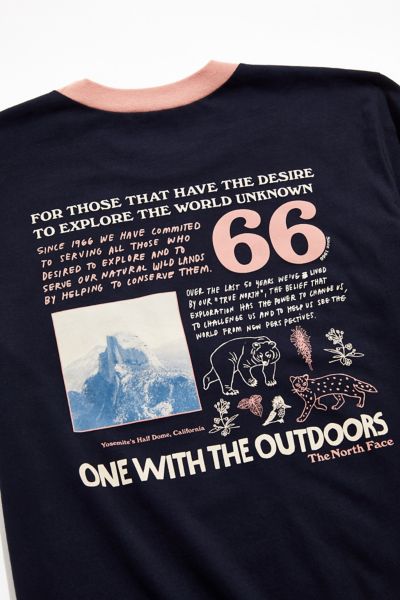 FOR THOSE THAT HAVE THE DESIRE
TO EXPLORE THE WORLD UNKNOWN
SINCE 1966 WE HAVE COMMITED
TO SERVING ALL THOSE WHO
DESIRED TO EXPLORE AND TO
SERVE OUR NATURAL WILD LANDS
BY HELPING TO CONSERVE THEM.
66
OVER THE LAST 50 YEARS WE'VE LIVED
BY OUR "TRUE NORTH", THE BELIEF THAT
EXPLORATION HAS THE POWER TO CHANGE US,
TO CHALLENGE US AND TO HELP US SEE THE
WORLD FROM NEW PERSPECTIVES.
Yosemite's Half Dome, California
ONE WITH THE OUTDOORS
The North Face